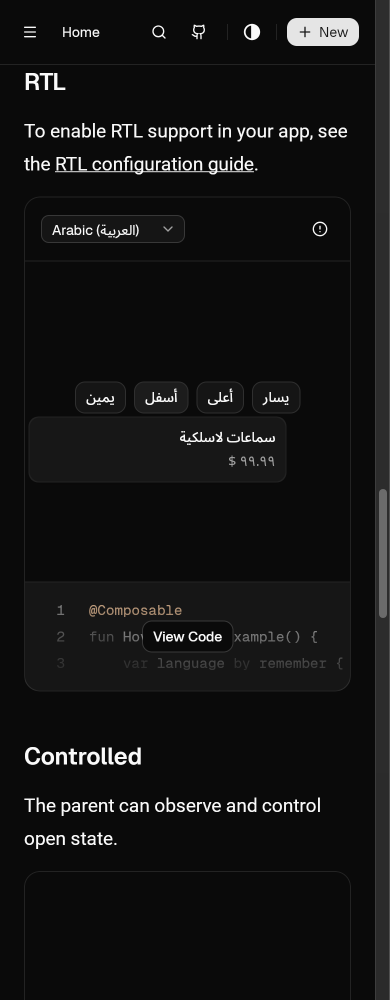 Home
New
RTL
To enable RTL support in your app, see
the RTL configuration guide.
Arabic (العربية)
يسار
أعلى
أسفل
يمين
سماعات لاسلكية
٩٩.٩٩ $
1 @Composable
2 fun Hov xample() {
View Code
3 var language by remember {
Controlled
The parent can observe and control
open state.